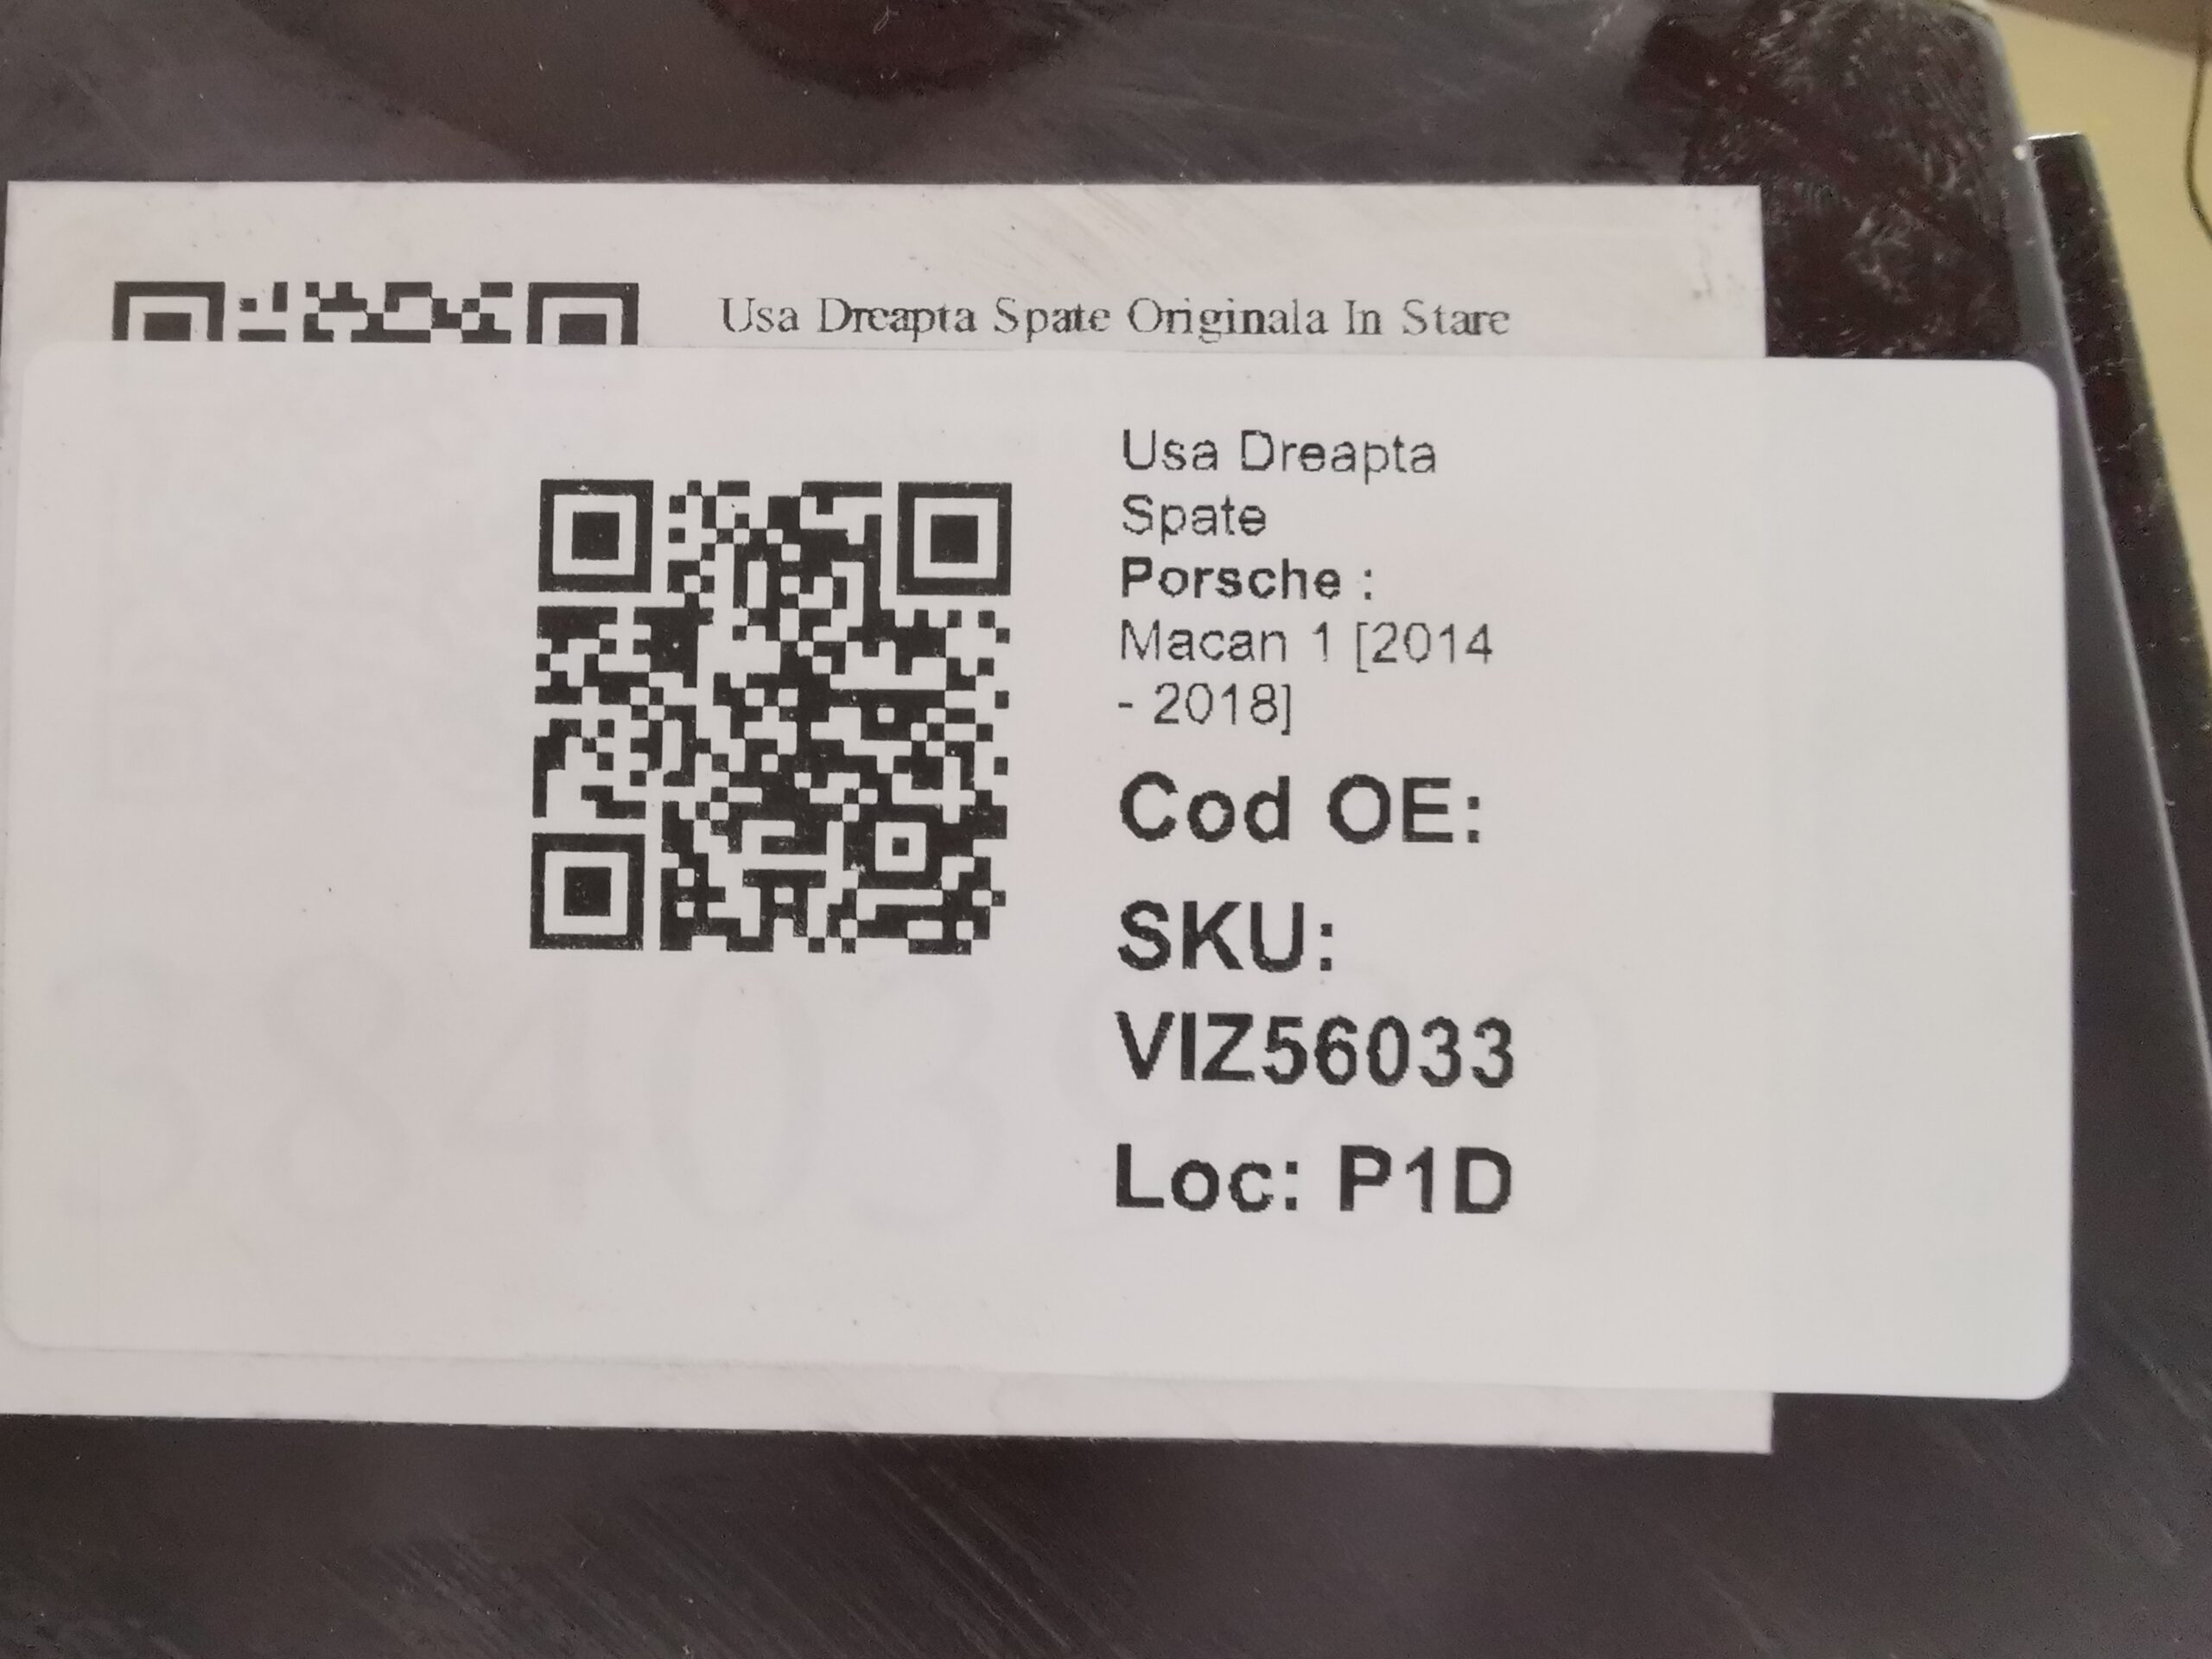 Usa Dreapta Spate Originala In Stare
Usa Dreapta
Spate
Porsche :
Macan 1 [2014
- 2018]
Cod OE:
SKU:
VIZ56033
Loc: P1D